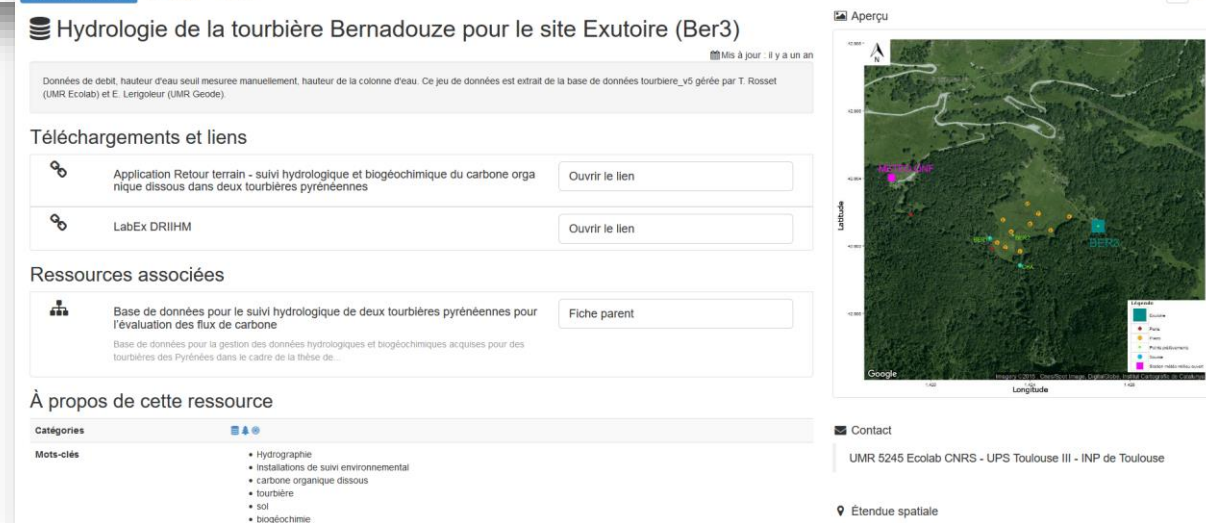 Hydrologie de la tourbière Bernadouze pour le site Exutoire (Ber3)
Mis à jour : il y a un an
Données de debit, hauteur d'eau seuil mesuree manuellement, hauteur de la colonne d'eau. Ce jeu de données est extrait de la base de données tourbiere_v5 gérée par T. Rosset
(UMR Ecolab) et E. Lerigoleur (UMR Geode).
Téléchargements et liens
Application Retour terrain - suivi hydrologique et biogéochimique du carbone orga
nique dissous dans deux tourbières pyrénéennes
Ouvrir le lien
LabEx DRIIHM
Ouvrir le lien
Ressources associées
Base de données pour le suivi hydrologique de deux tourbières pyrénéennes pour
l'évaluation des flux de carbone
Fiche parent
Base de données pour la gestion des données hydrologiques et biogéochimiques acquises pour des
tourbières des Pyrénées dans le cadre de la thèse de...
À propos de cette ressource
Catégories
Mots-clés
• Hydrographie
• Installations de suivi environnemental
• carbone organique dissous
• tourbière
• sol
• biogéochimie
Aperçu
N
Latitude
BER3
Légende
Exutoire
Google
Longitude
Contact
UMR 5245 Ecolab CNRS - UPS Toulouse III - INP de Toulouse
Étendue spatiale